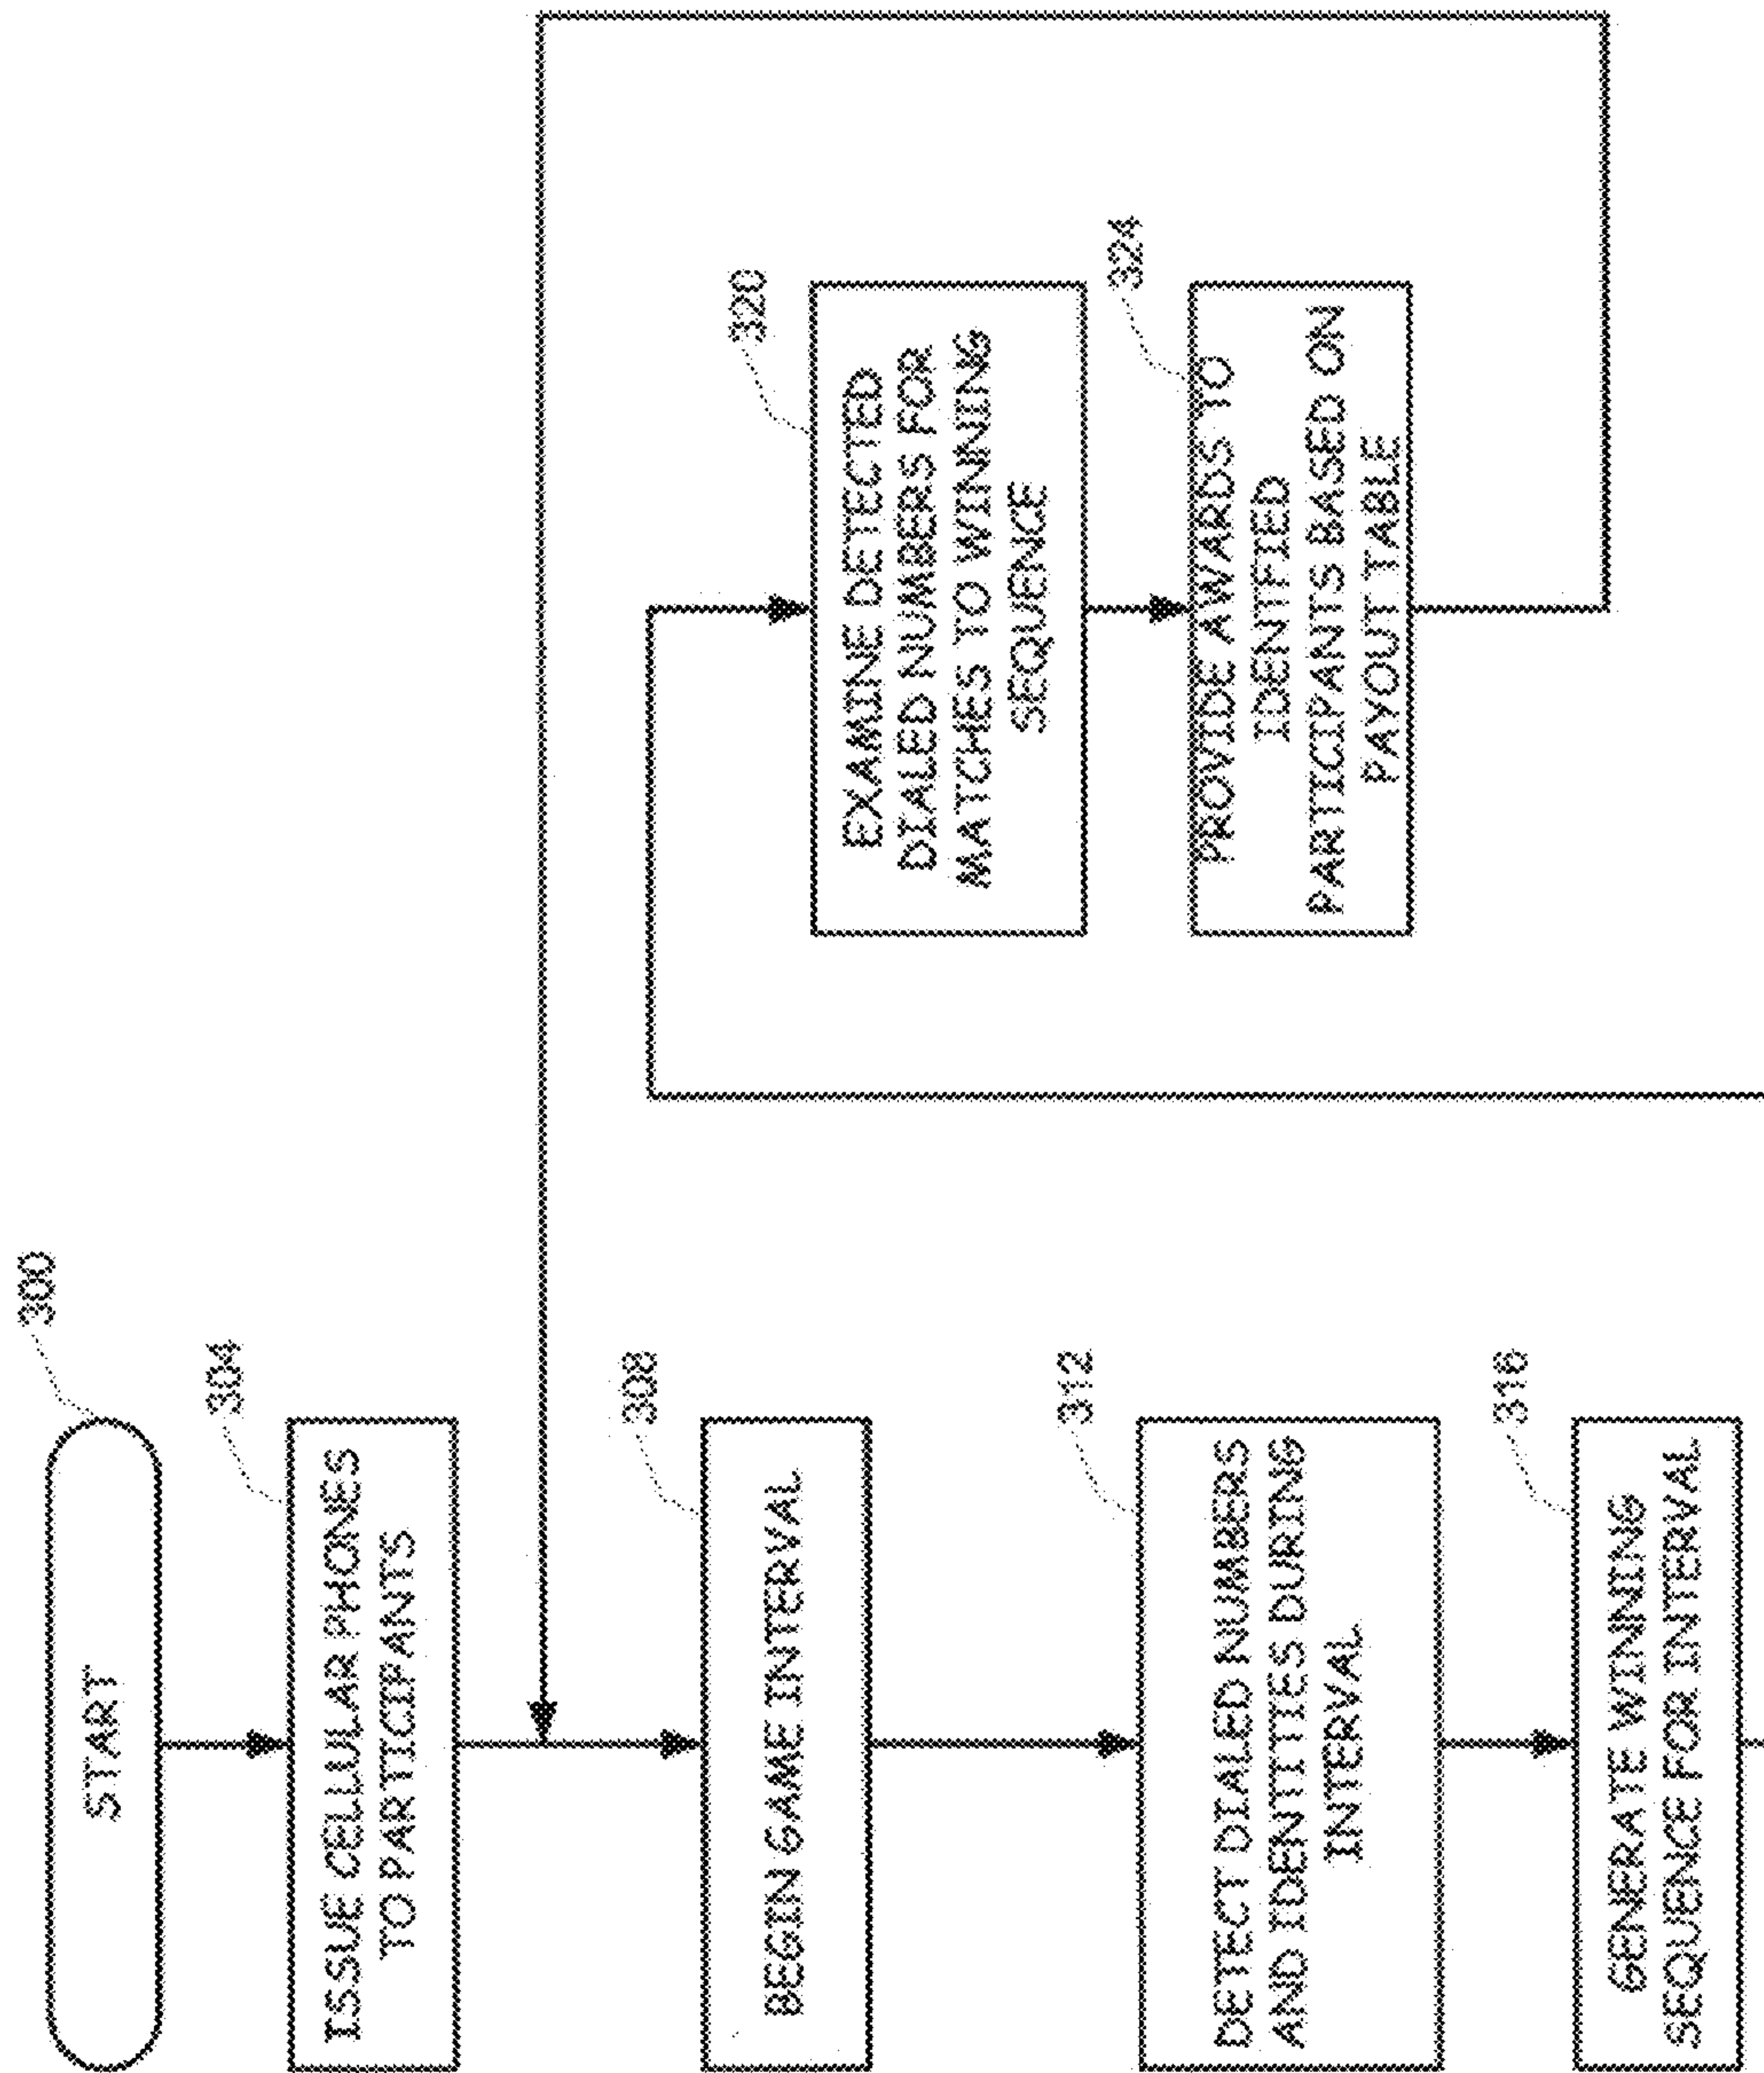 300
START
304
ISSUE CELLULAR PHONES
TO PARTICIPANTS
308
BEGIN GAME INTERVAL
312
DETECT DIALED NUMBERS
AND IDENTITIES DURING
INTERVAL
316
GENERATE WINNING
SEQUENCE FOR INTERVAL
320
EXAMINE DETECTED
DIALED NUMBERS FOR
MATCHES TO WINNING
SEQUENCE
324
PROVIDE AWARDS TO
IDENTIFIED
PARTICIPANTS BASED ON
PAYOUT TABLE